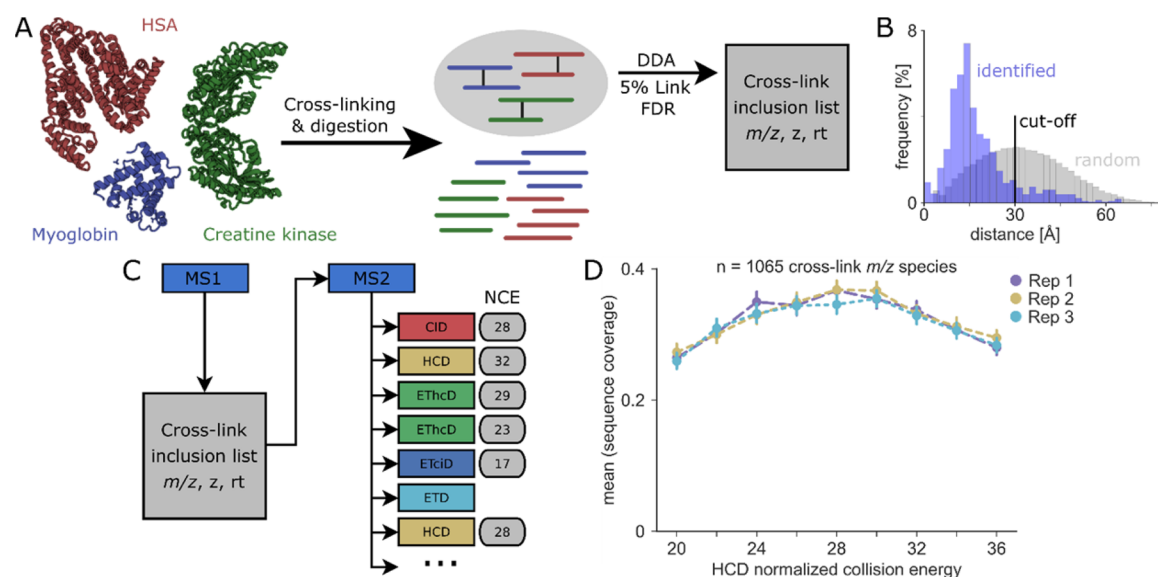 A
HSA
Myoglobin
Creatine kinase
Cross-linking
& digestion
DDA
5% Link
FDR
Cross-link
inclusion list
m/z, z, rt
B
8
frequency [%]
0
identified
cut-off
random
0
30
60
distance [Å]
C
MS1
MS2
NCE
Cross-link
inclusion list
m/z, z, rt
CID
28
HCD
32
EThcD
29
EThcD
23
ETciD
17
ETD
HCD
28
...
D
n = 1065 cross-link m/z species
Rep 1
Rep 2
Rep 3
0.4
0.2
0
mean (sequence coverage)
20
24
28
32
36
HCD normalized collision energy